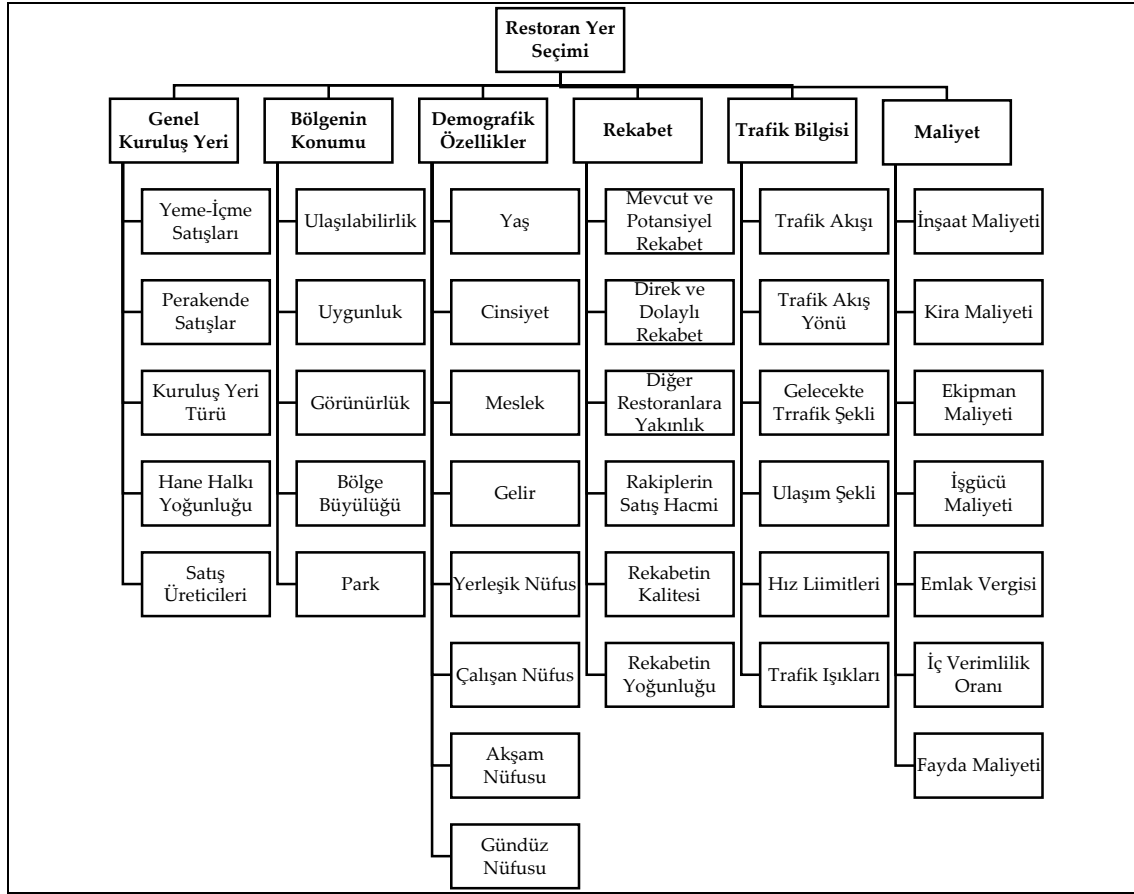 Restoran Yer
Seçimi
Genel
Kuruluş Yeri
Yeme-İçme
Satışları
Perakende
Satışlar
Kuruluş Yeri
Türü
Hane Halkı
Yoğunluğu
Satış
Üreticileri
Bölgenin
Konumu
Ulaşılabilirlik
Uygunluk
Görünürlük
Bölge
Büyülüğü
Park
Demografik
Özellikler
Yaş
Cinsiyet
Meslek
Gelir
Yerleşik Nüfus
Çalışan Nüfus
Akşam
Nüfusu
Gündüz
Nüfusu
Rekabet
Mevcut ve
Potansiyel
Rekabet
Direk ve
Dolaylı
Rekabet
Diğer
Restoranlara
Yakınlık
Rakiplerin
Satış Hacmi
Rekabetin
Kalitesi
Rekabetin
Yoğunluğu
Trafik Bilgisi
Trafik Akışı
Trafik Akış
Yönü
Gelecekte
Trrafik Şekli
Ulaşım Şekli
Hız Liimitleri
Trafik Işıkları
Maliyet
İnşaat Maliyeti
Kira Maliyeti
Ekipman
Maliyeti
İşgücü
Maliyeti
Emlak Vergisi
İç Verimlilik
Oranı
Fayda Maliyeti